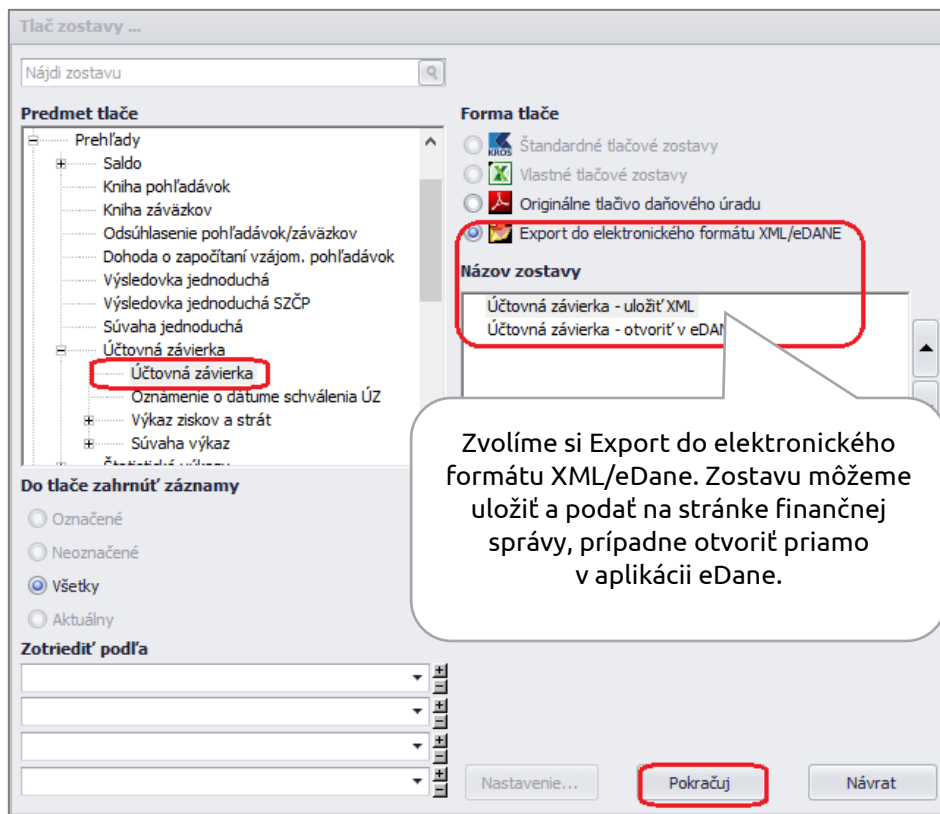 Tlač zostavy ...
Nájdi zostavu
Predmet tlače
Prehľady
Saldo
Kniha pohľadávok
Kniha záväzkov
Odsúhlasenie pohľadávok/záväzkov
Dohoda o započítaní vzájom. pohľadávok
Výsledovka jednoduchá
Výsledovka jednoduchá SZČP
Súvaha jednoduchá
Účtovná závierka
Účtovná závierka
Oznámenie o dátume schválenia ÚZ
Výkaz ziskov a strát
Súvaha výkaz
Štatistické výkazy
Forma tlače
KROS
Štandardné tlačové zostavy
Vlastné tlačové zostavy
Originálne tlačivo daňového úradu
Export do elektronického formátu XML/eDANE
Názov zostavy
Účtovná závierka - uložiť XML
Účtovná závierka - otvoriť v eDAN
Zvolíme si Export do elektronického
formátu XML/eDane. Zostavu môžeme
uložiť a podať na stránke finančnej
správy, prípadne otvoriť priamo
v aplikácii eDane.
Do tlače zahrnúť záznamy
Označené
Neoznačené
Všetky
Aktuálny
Zotriediť podľa
Nastavenie...
Pokračuj
Návrat